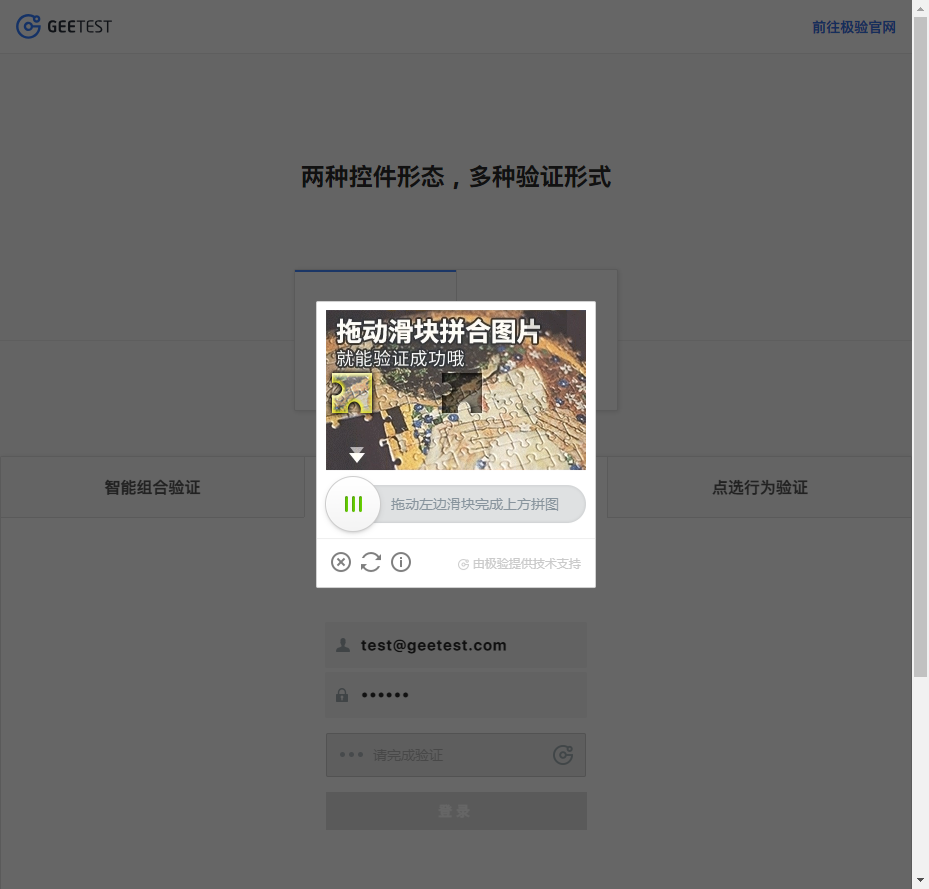 GEETEST
前往极验官网
两种控件形态，多种验证形式
拖动滑块拼合图片
就能验证成功哦
拖动左边滑块完成上方拼图
由极验提供技术支持
智能组合验证
点选行为验证
test@geetest.com
••••••
请完成验证
登录